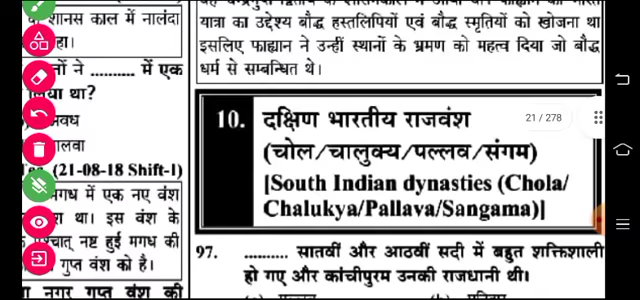 के शासन काल में नालंदा
हा।
नों ने .......... में एक
लिया था?
अवध
मालवा
(21-08-18 Shift-I)
मगध में एक नए वंश
था। इस वंश के
पश्चात् नष्ट हुई मगध की
गुप्त वंश को है।
नगर गुप्त वंश की
यात्रा का उद्देश्य बौद्ध हस्तलिपियों एवं बौद्ध स्मृतियों को खोजना था
इसलिए फाह्यान ने उन्हीं स्थानों के भ्रमण को महत्व दिया जो बौद्ध
धर्म से सम्बन्धित थे।
10. दक्षिण भारतीय राजवंश
21 / 278
(चोल/चालुक्य/पल्लव/संगम)
[South Indian dynasties (Chola/
Chalukya/Pallava/Sangama)]
97. .......... सातवीं और आठवीं सदी में बहुत शक्तिशाली
हो गए और कांचीपुरम उनकी राजधानी थी।